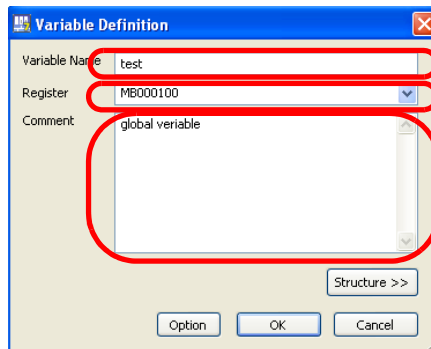 Variable Definition
Variable Name test
Register MB000100
Comment global veriable
Structure >>
Option OK Cancel